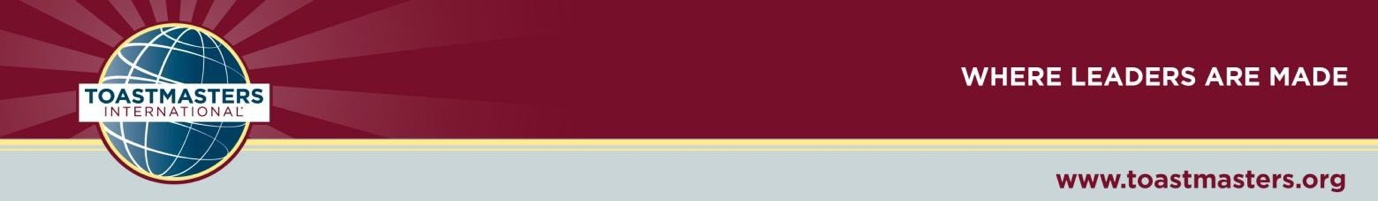 TOASTMASTERS
INTERNATIONAL
WHERE LEADERS ARE MADE
www.toastmasters.org